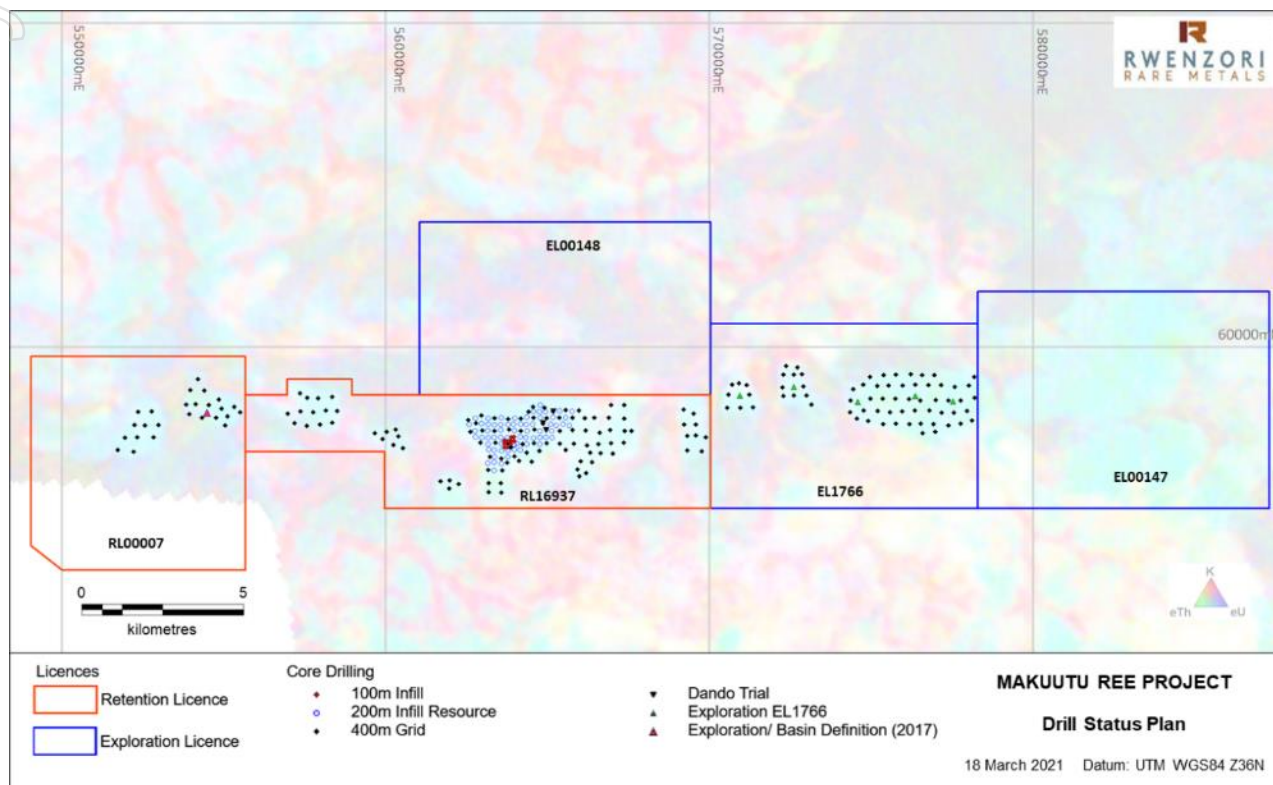 550000mE
560000mE
570000mE
580000mE
RWENZORI
RARE METALS
EL00148
60000m
RL16937
EL1766
EL00147
RL00007
0 5
kilometres
K
eTh eU
Licences
Retention Licence
Exploration Licence
Core Drilling
100m Infill
200m Infill Resource
400m Grid
Dando Trial
Exploration EL1766
Exploration/ Basin Definition (2017)
MAKUUTU REE PROJECT
Drill Status Plan
18 March 2021 Datum: UTM WGS84 Z36N